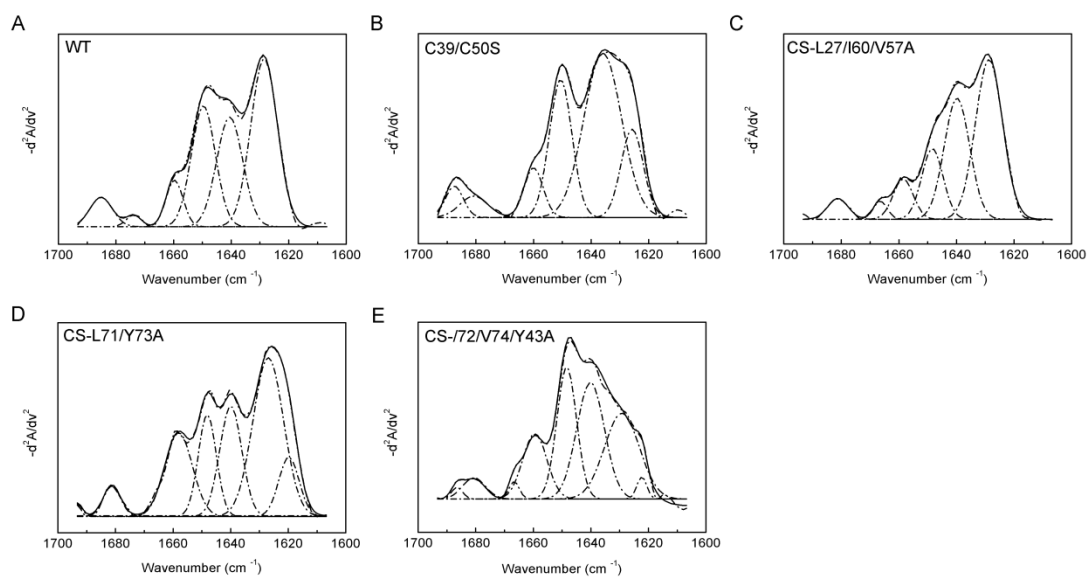 A
WT
-d²A/dv²
1700 1680 1660 1640 1620 1600
Wavenumber (cm ⁻¹)
B
C39/C50S
-d²A/dv²
1700 1680 1660 1640 1620 1600
Wavenumber (cm ⁻¹)
C
CS-L27/I60/V57A
-d²A/dv²
1700 1680 1660 1640 1620 1600
Wavenumber (cm ⁻¹)
D
CS-L71/Y73A
-d²A/dv²
1700 1680 1660 1640 1620 1600
Wavenumber (cm ⁻¹)
E
CS-/72/V74/Y43A
-d²A/dv²
1700 1680 1660 1640 1620 1600
Wavenumber (cm ⁻¹)